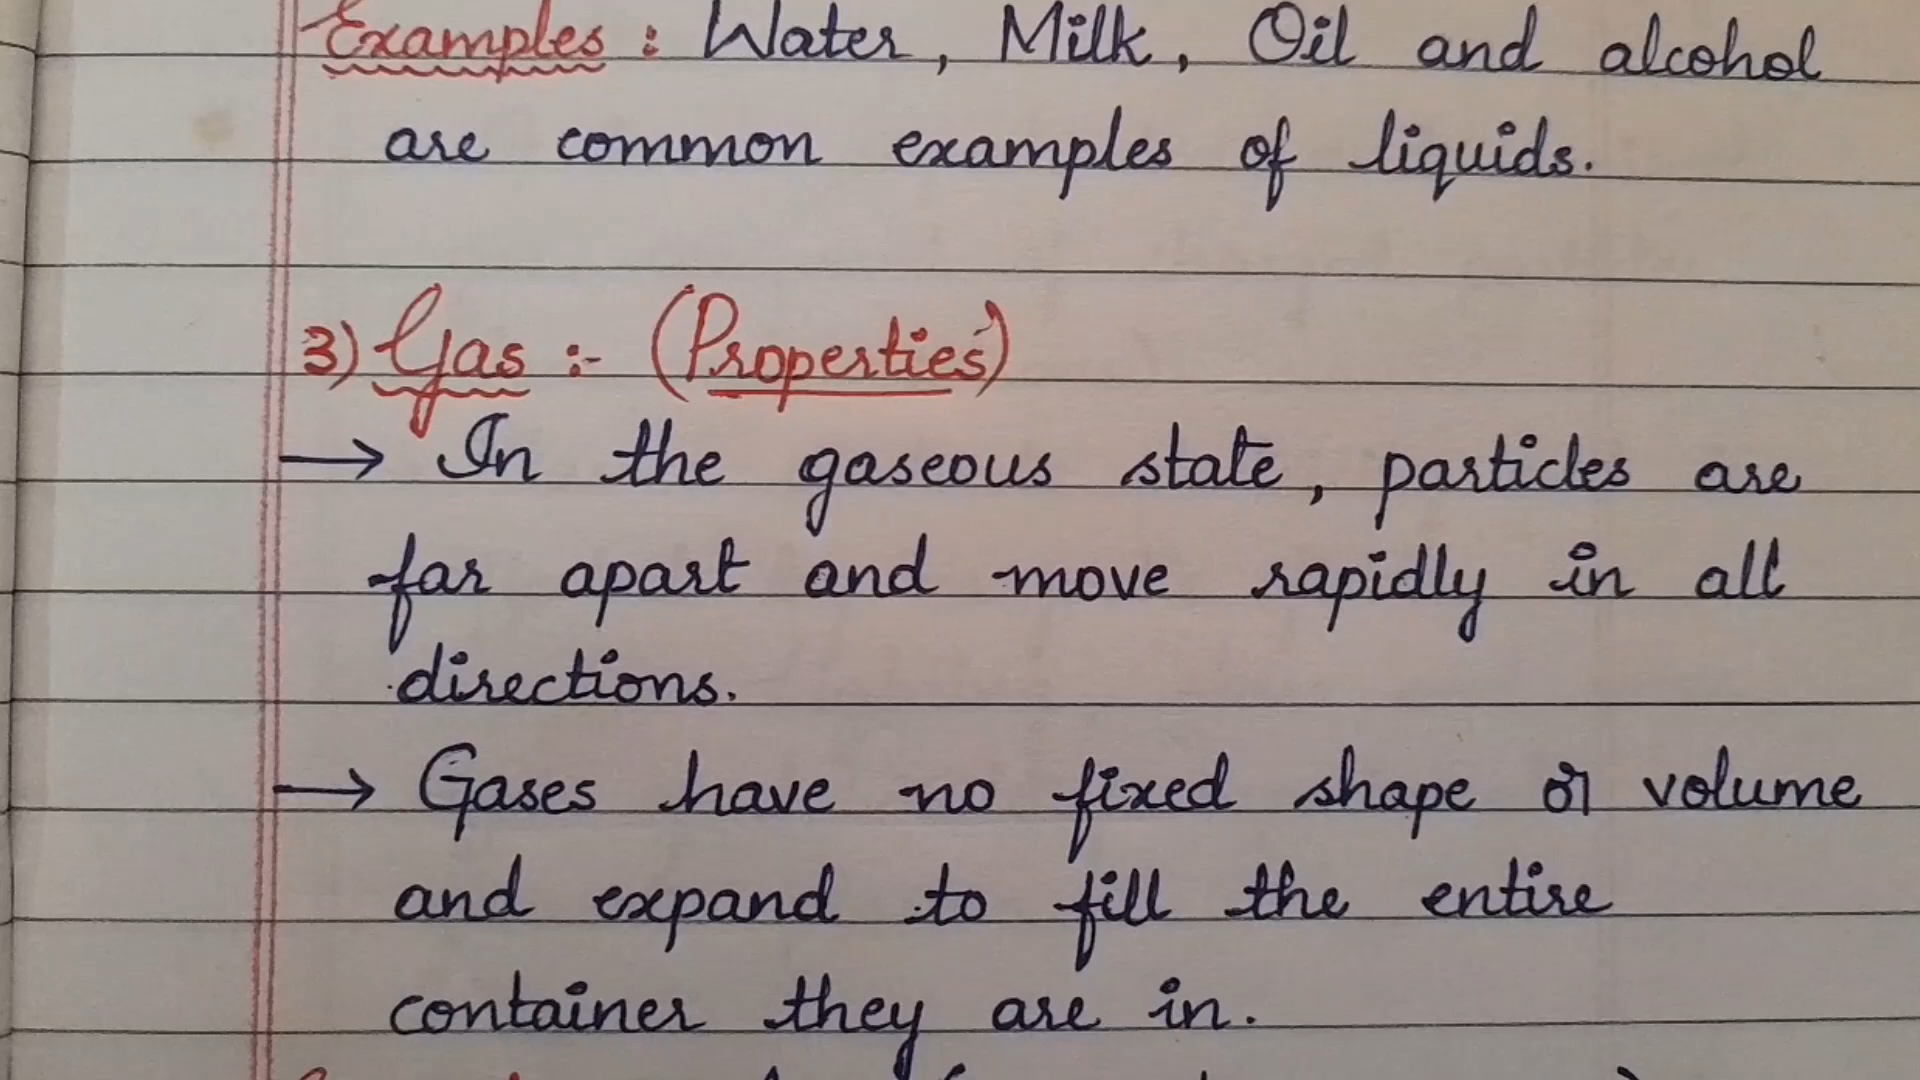 Examples : Water, Milk, Oil and alcohol
are common examples of liquids.
3) Gas :- (Properties)
→ In the gaseous state, particles are
far apart and move rapidly in all
directions.
→ Gases have no fixed shape or volume
and expand to fill the entire
container they are in.